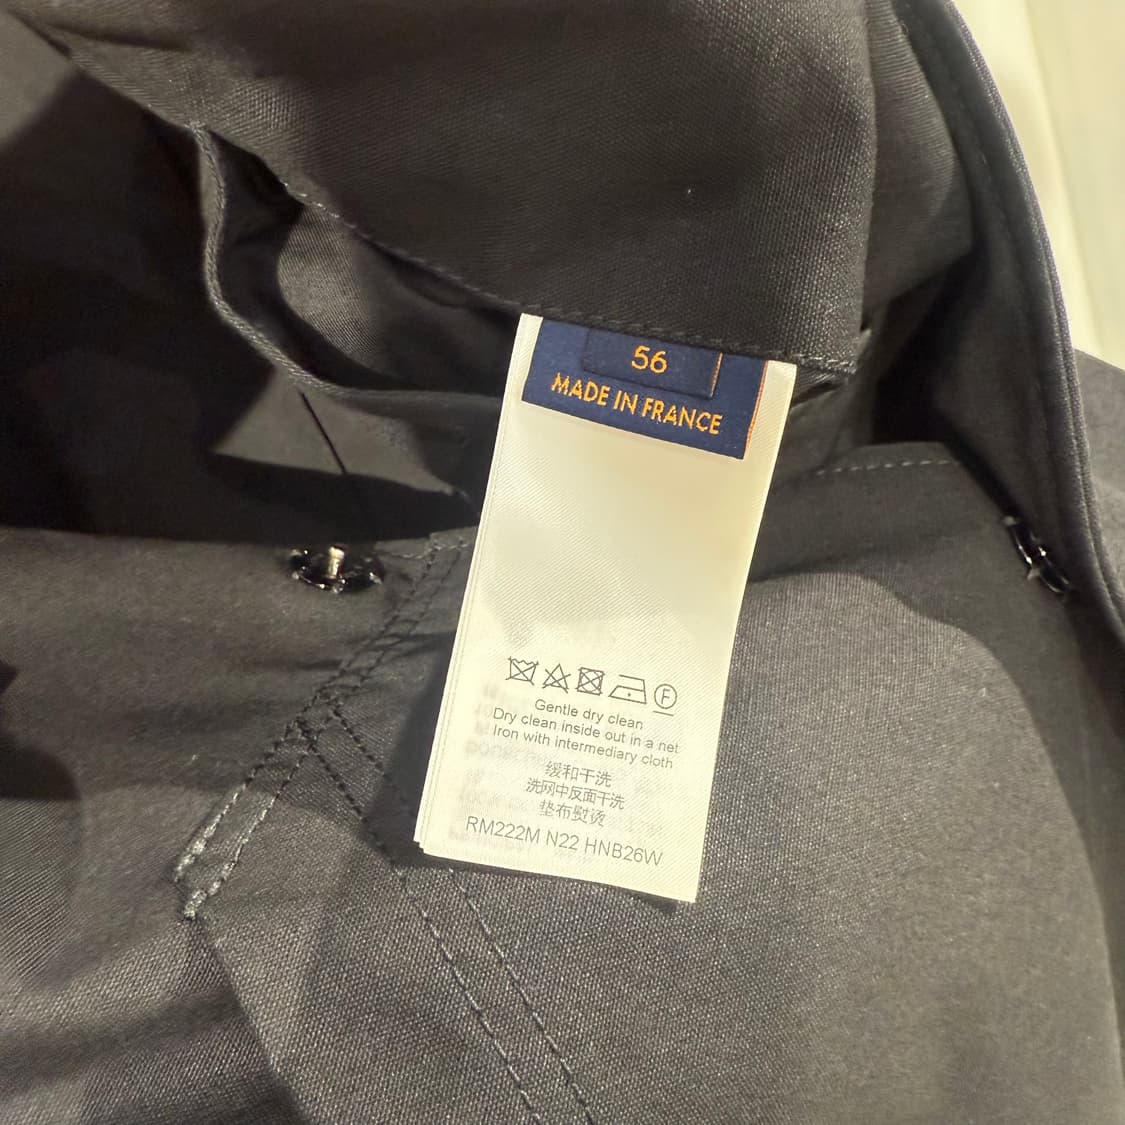 56
MADE IN FRANCE
F
Gentle dry clean
Dry clean inside out in a net
Iron with intermediary cloth
缓和干洗
洗网中反面干洗
垫布熨烫
RM222M N22 HNB26W